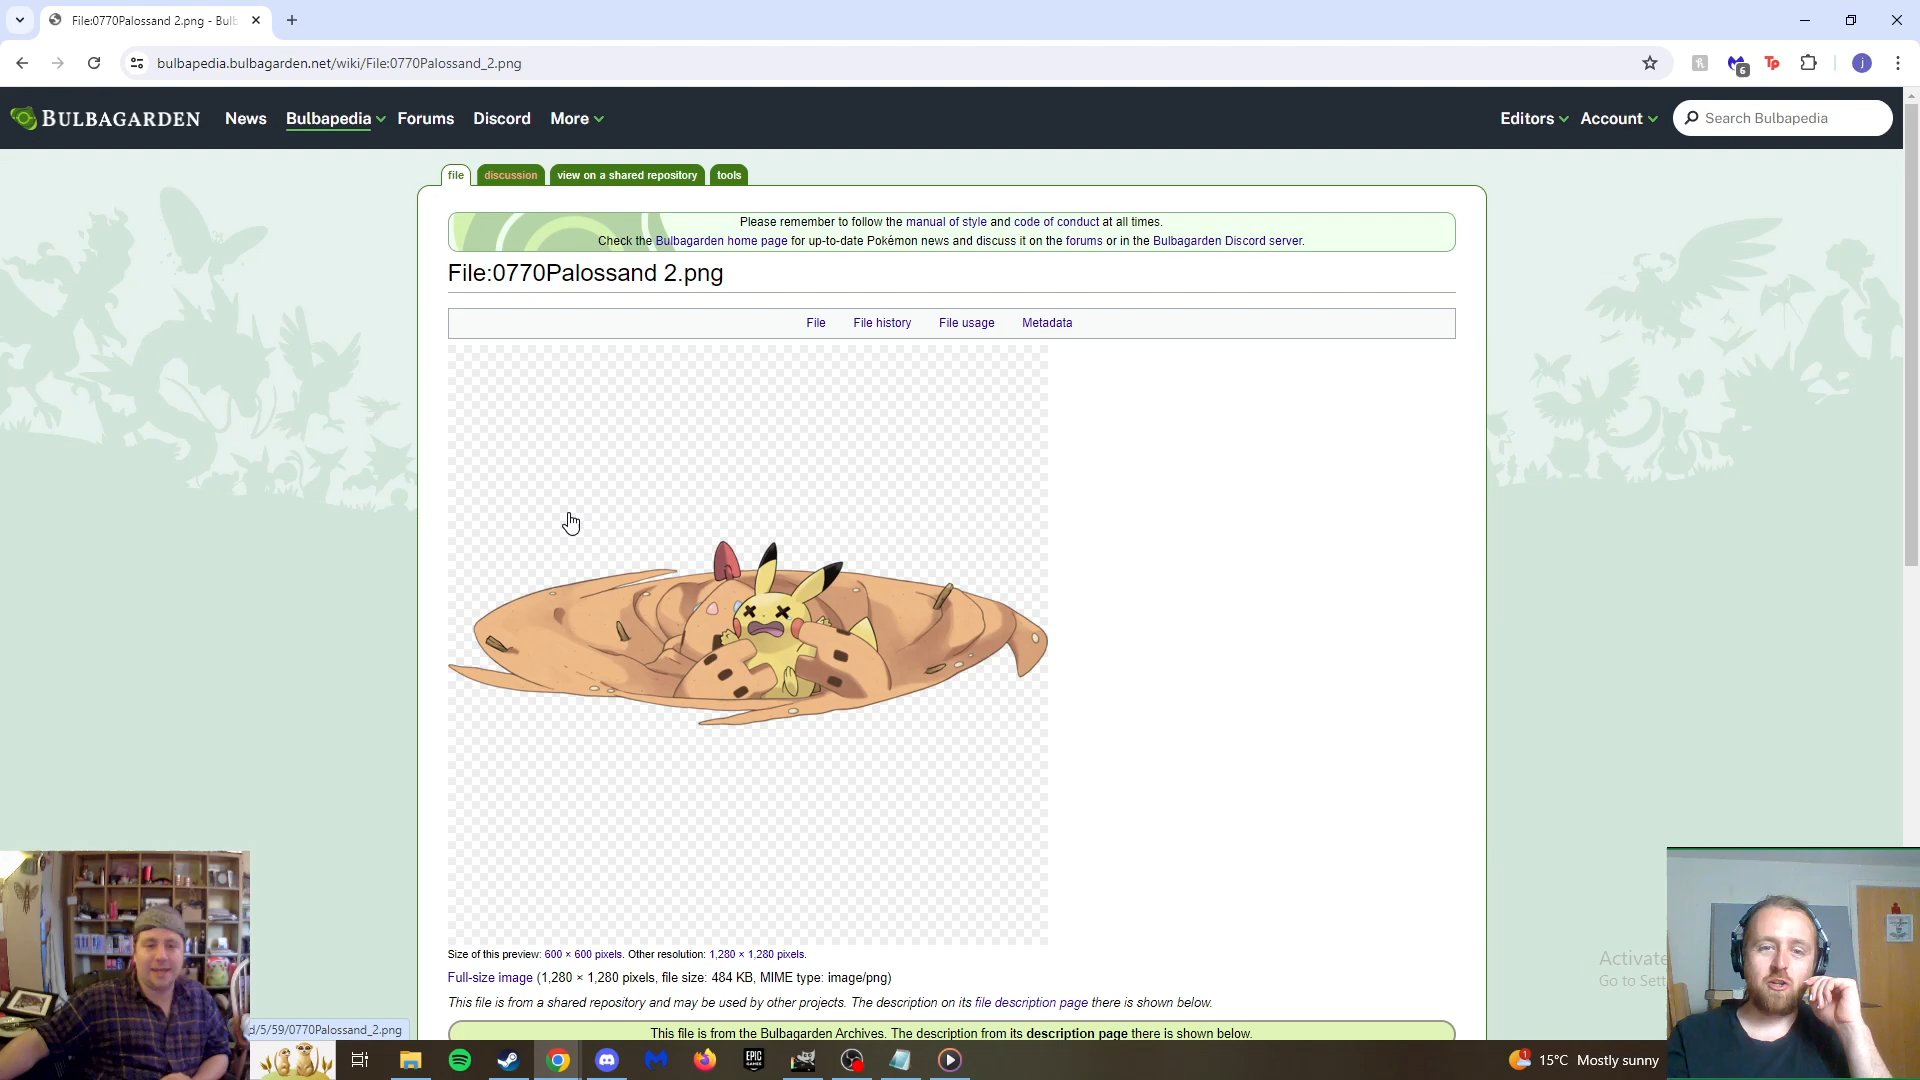 File:0770Palossand 2.png - Bulb
bulbapedia.bulbagarden.net/wiki/File:0770Palossand_2.png
6
Tp
j
BULBAGARDEN News Bulbapedia Forums Discord More Editors Account Search Bulbapedia
file discussion view on a shared repository tools
Please remember to follow the manual of style and code of conduct at all times.
Check the Bulbagarden home page for up-to-date Pokémon news and discuss it on the forums or in the Bulbagarden Discord server.
File:0770Palossand 2.png
File File history File usage Metadata
Size of this preview: 600 × 600 pixels. Other resolution: 1,280 × 1,280 pixels.
Full-size image (1,280 × 1,280 pixels, file size: 484 KB, MIME type: image/png)
This file is from a shared repository and may be used by other projects. The description on its file description page there is shown below.
This file is from the Bulbagarden Archives. The description from its description page there is shown below.
Activate
Go to Sett
d/5/59/0770Palossand_2.png
EPIC GAMES
1
15°C Mostly sunny